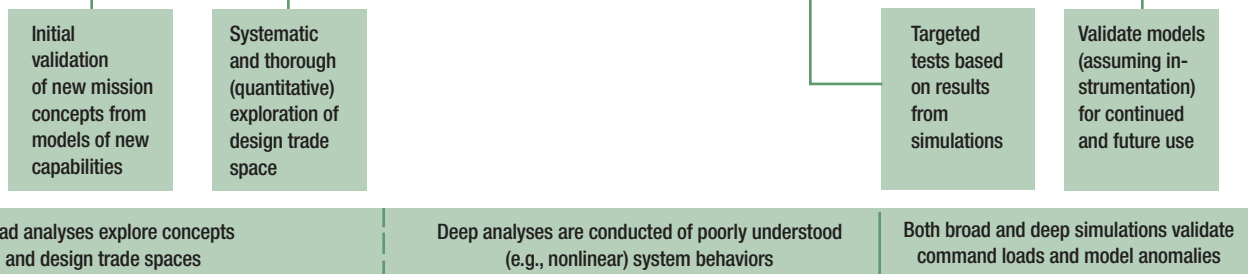 Initial
validation
of new mission
concepts from
models of new
capabilities
Systematic
and thorough
(quantitative)
exploration of
design trade
space
Targeted
tests based
on results
from
simulations
Validate models
(assuming in-
strumentation)
for continued
and future use
analyses explore concepts
and design trade spaces
Deep analyses are conducted of poorly understood
(e.g., nonlinear) system behaviors
Both broad and deep simulations validate
command loads and model anomalies